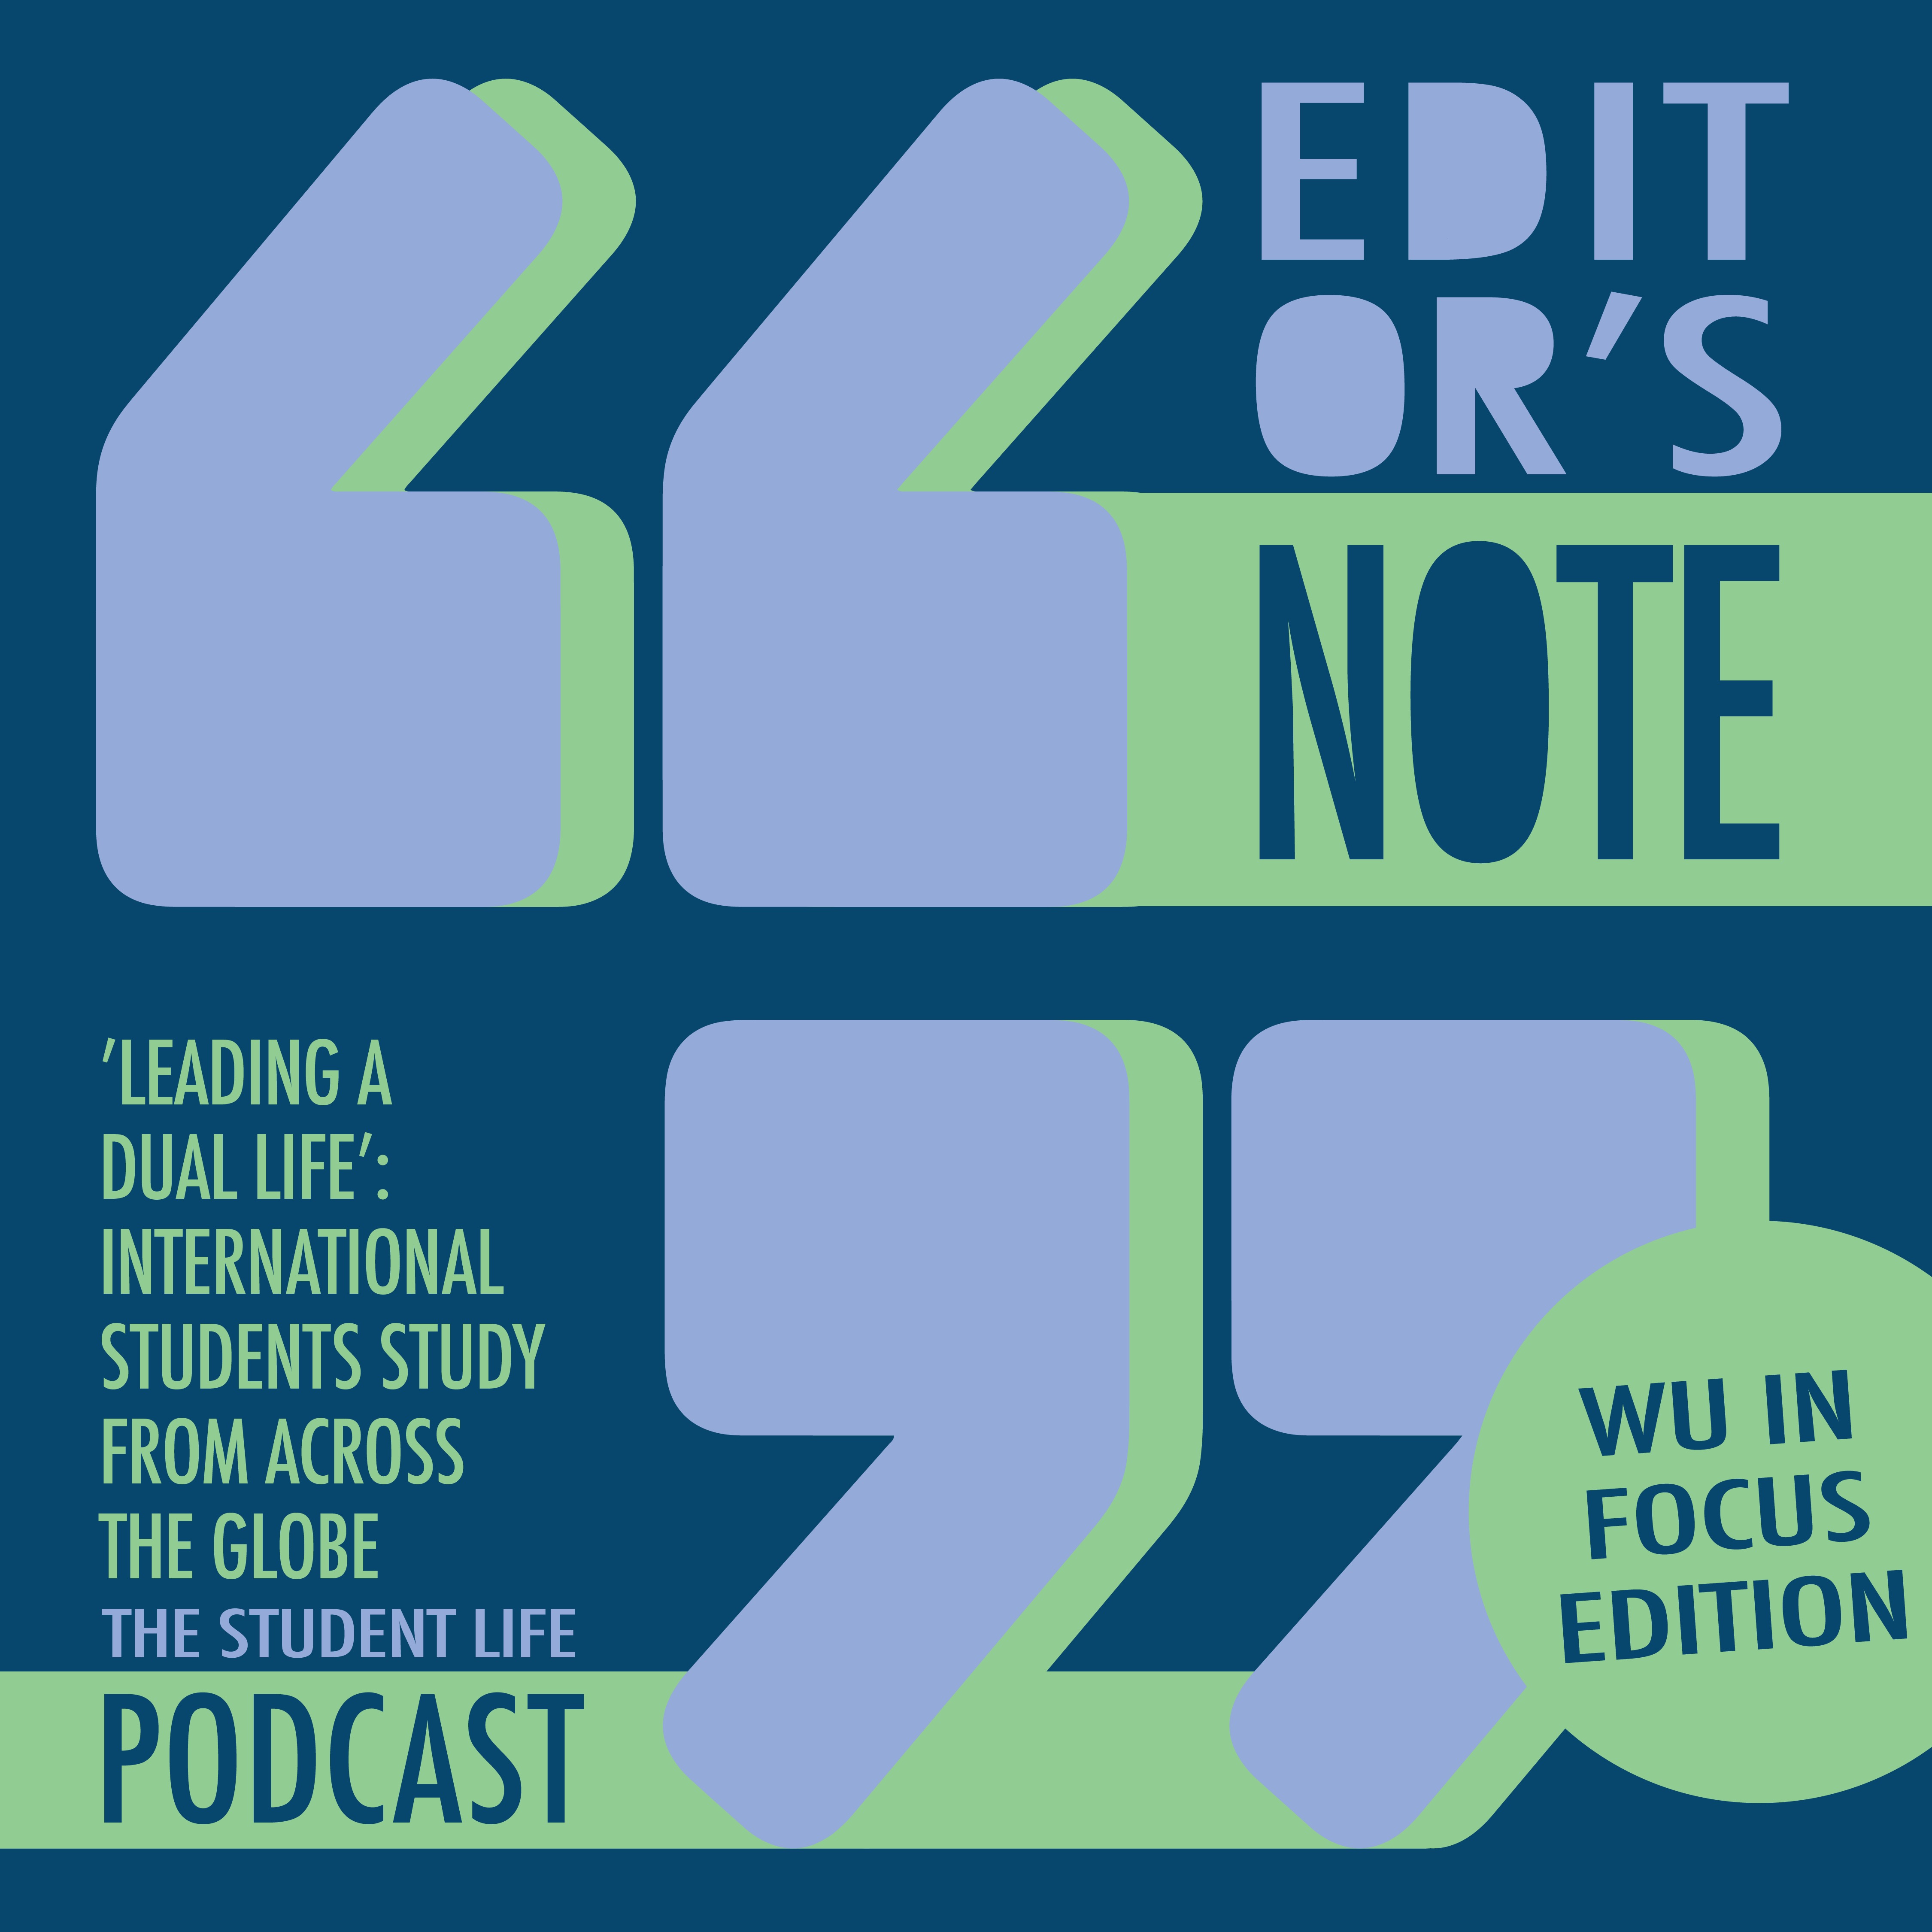 EDIT
OR'S
NOTE
'LEADING A
DUAL LIFE':
INTERNATIONAL
STUDENTS STUDY
FROM ACROSS
THE GLOBE
THE STUDENT LIFE
PODCAST
WU IN
FOCUS
EDITION